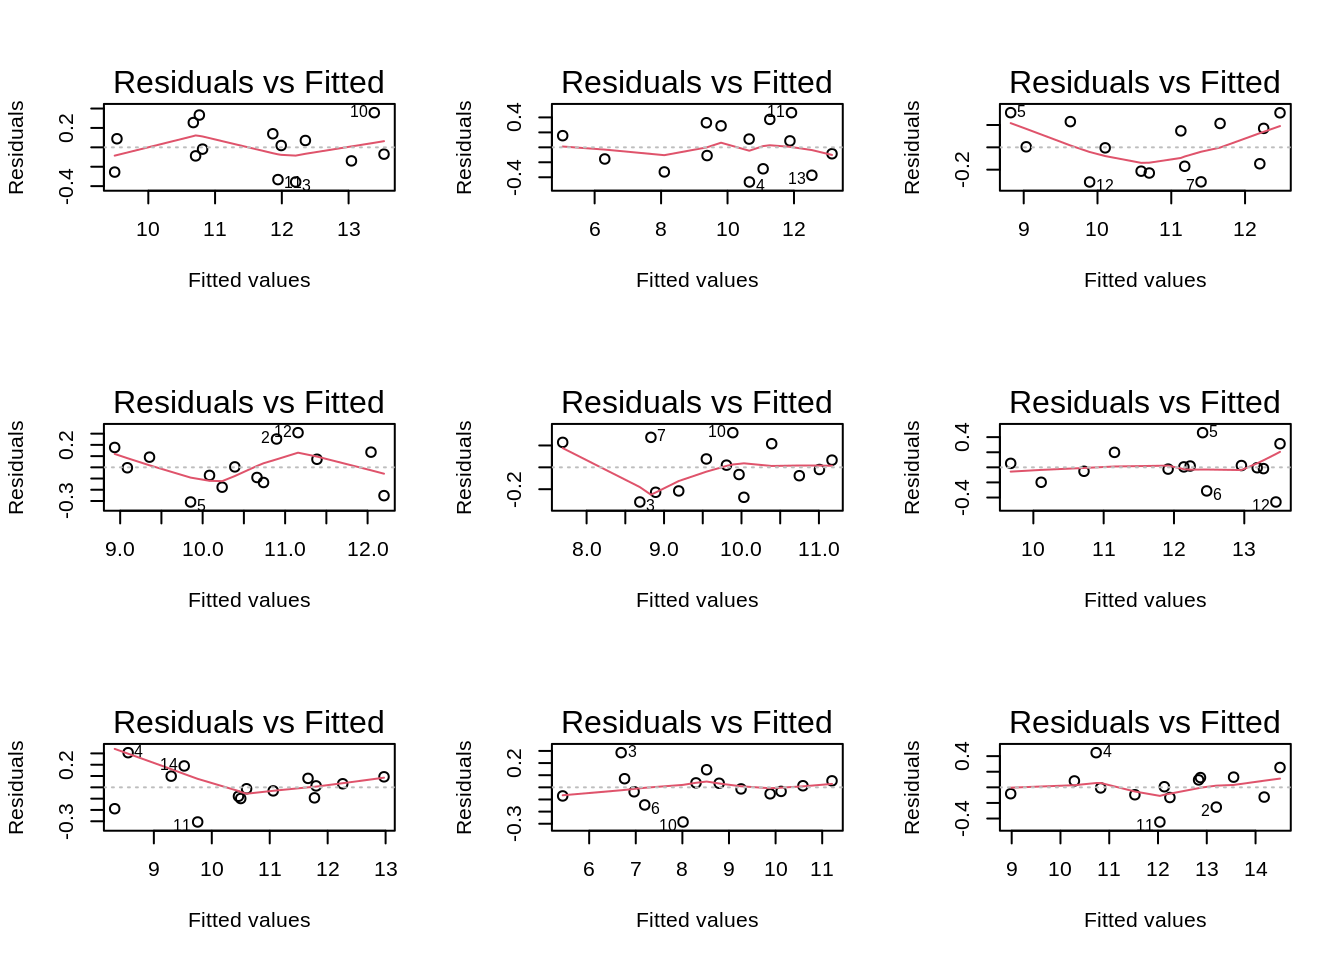 Residuals vs Fitted
Residuals
-0.4 0.2
10
11
13
10 11 12 13
Fitted values
Residuals vs Fitted
Residuals
-0.4 0.4
11
4
13
6 8 10 12
Fitted values
Residuals vs Fitted
Residuals
-0.2
5
12
7
9 10 11 12
Fitted values
Residuals vs Fitted
Residuals
-0.3 0.2
2
12
5
9.0 10.0 11.0 12.0
Fitted values
Residuals vs Fitted
Residuals
-0.2
7
10
3
8.0 9.0 10.0 11.0
Fitted values
Residuals vs Fitted
Residuals
-0.4 0.4
5
6
12
10 11 12 13
Fitted values
Residuals vs Fitted
Residuals
-0.3 0.2
4
14
11
9 10 11 12 13
Fitted values
Residuals vs Fitted
Residuals
-0.3 0.2
3
6
10
6 7 8 9 10 11
Fitted values
Residuals vs Fitted
Residuals
-0.4 0.4
4
2
11
9 10 11 12 13 14
Fitted values